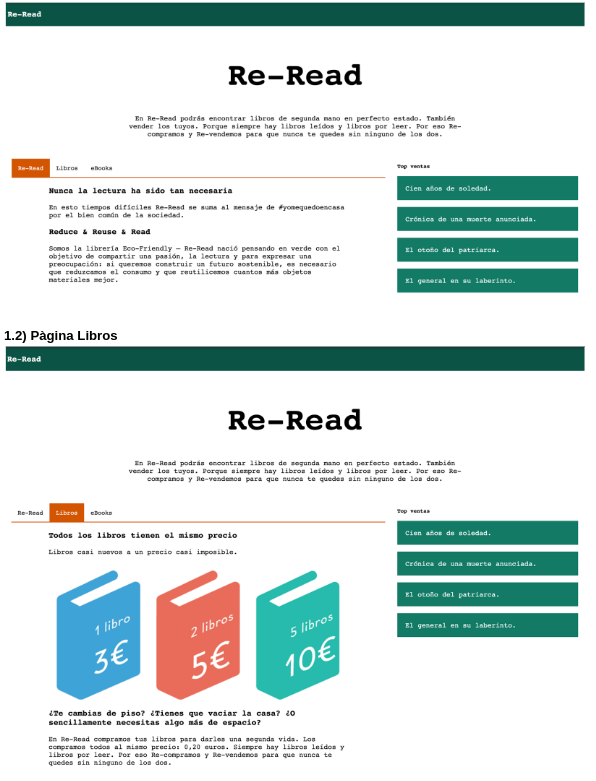 Re-Read
Re-Read
En Re-Read podrás encontrar libros de segunda mano en perfecto estado. También
vender los tuyos. Porque siempre hay libros leídos y libros por leer. Por eso Re-
compramos y Re-vendemos para que nunca te quedes sin ninguno de los dos.
Re-Read Libros eBooks
Nunca la lectura ha sido tan necesaria
En esto tiempos difíciles Re-Read se suma al mensaje de #yomequedoencasa
por el bien común de la sociedad.
Reduce & Reuse & Read
Somos la librería Eco-Friendly — Re-Read nació pensando en verde con el
objetivo de compartir una pasión, la lectura y para expresar una
preocupación: si queremos construir un futuro sostenible, es necesario
que reduzcamos el consumo y que reutilicemos cuantos más objetos
materiales mejor.
Top ventas
Cien años de soledad.
Crónica de una muerte anunciada.
El otoño del patriarca.
El general en su laberinto.
1.2) Pàgina Libros
Re-Read
Re-Read
En Re-Read podrás encontrar libros de segunda mano en perfecto estado. También
vender los tuyos. Porque siempre hay libros leídos y libros por leer. Por eso Re-
compramos y Re-vendemos para que nunca te quedes sin ninguno de los dos.
Re-Read Libros eBooks
Todos los libros tienen el mismo precio
Libros casi nuevos a un precio casi imposible.
1 libro
3€
2 libros
5€
5 libros
10€
¿Te cambias de piso? ¿Tienes que vaciar la casa? ¿O
sencillamente necesitas algo más de espacio?
En Re-Read compramos tus libros para darles una segunda vida. Los
compramos todos al mismo precio: 0,20 euros. Siempre hay libros leídos y
libros por leer. Por eso Re-compramos y Re-vendemos para que nunca te
quedes sin ninguno de los dos.
Top ventas
Cien años de soledad.
Crónica de una muerte anunciada.
El otoño del patriarca.
El general en su laberinto.